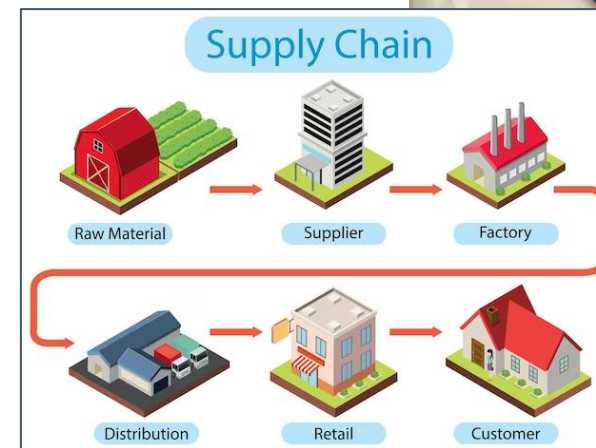 Supply Chain
Raw Material
Supplier
Factory
Distribution
Retail
Customer